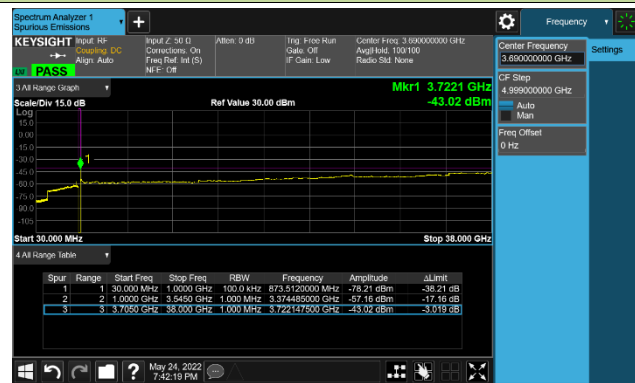 Spectrum Analyzer 1
Spurious Emissions
+
Frequency
KEYSIGHT
Input: RF
Coupling: DC
Align: Auto
Input Z: 50 Ω
Corrections: On
Freq Ref: Int (S)
NFE: Off
Atten: 0 dB
Trig: Free Run
Gate: Off
IF Gain: Low
Center Freq: 3.690000000 GHz
Avg|Hold: 100/100
Radio Std: None
LXI PASS
Center Frequency
3.690000000 GHz
Settings
CF Step
4.999000000 GHz
Auto
Man
Freq Offset
0 Hz
3 All Range Graph
Mkr1 3.7221 GHz
Scale/Div 15.0 dB Ref Value 30.00 dBm -43.02 dBm
Log
15.0
0.00
-15.0
-30.0
-45.0
-60.0
-75.0
-90.0
-105
1
Start 30.000 MHz Stop 38.000 GHz
4 All Range Table
Spur Range Start Freq Stop Freq RBW Frequency Amplitude ΔLimit
1 1 30.000 MHz 1.0000 GHz 100.0 kHz 873.5120000 MHz -78.21 dBm -38.21 dB
2 2 1.0000 GHz 3.5450 GHz 1.000 MHz 3.374485000 GHz -57.16 dBm -17.16 dB
3 3 3.7050 GHz 38.000 GHz 1.000 MHz 3.722147500 GHz -43.02 dBm -3.019 dB
?
May 24, 2022
7:42:19 PM